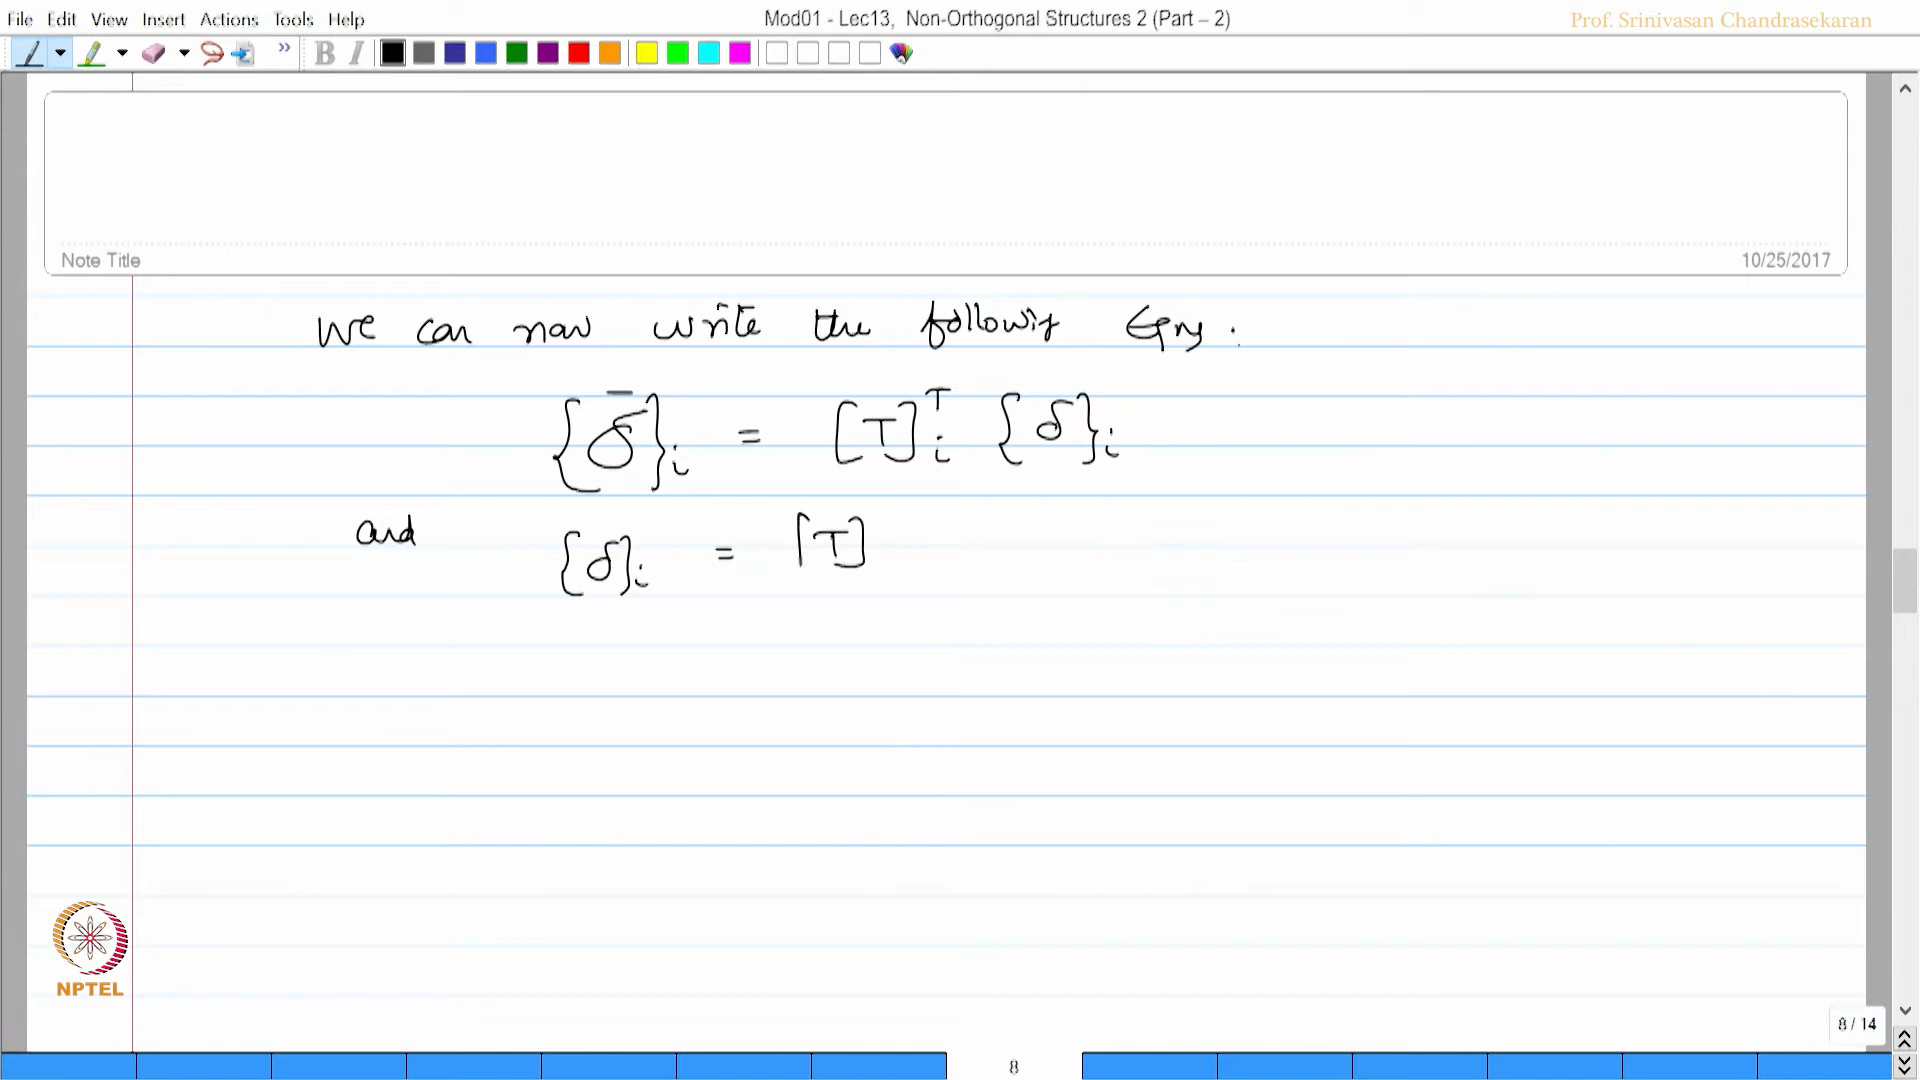 File Edit View Insert Actions Tools Help
Mod01 - Lec13, Non-Orthogonal Structures 2 (Part – 2)
Prof. Srinivasan Chandrasekaran
» B I
Note Title
10/25/2017
We can now write the following Eqns.
{δ̄}ᵢ = [T]ᵢᵀ {δ}ᵢ
and {δ}ᵢ = [T]
NPTEL
8 / 14
8